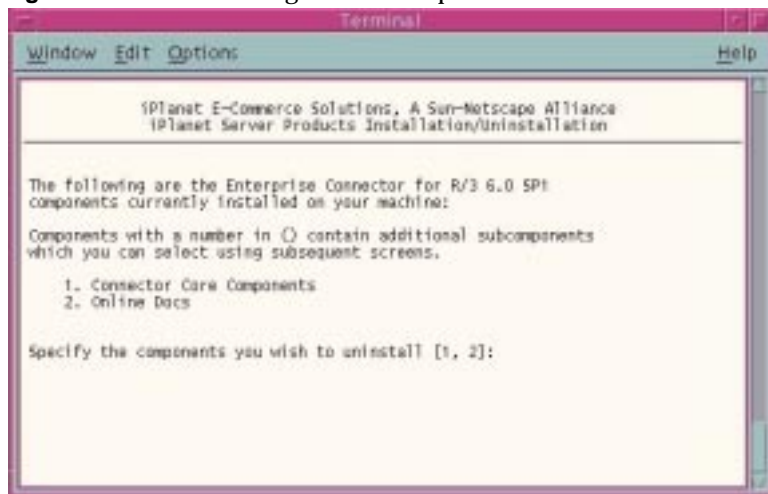 Terminal
Window Edit Options Help
iPlanet E-Commerce Solutions, A Sun-Netscape Alliance
iPlanet Server Products Installation/Uninstallation
The following are the Enterprise Connector for R/3 6.0 SP1
components currently installed on your machine:
Components with a number in () contain additional subcomponents
which you can select using subsequent screens.
1. Connector Core Components
2. Online Docs
Specify the components you wish to uninstall [1, 2]: